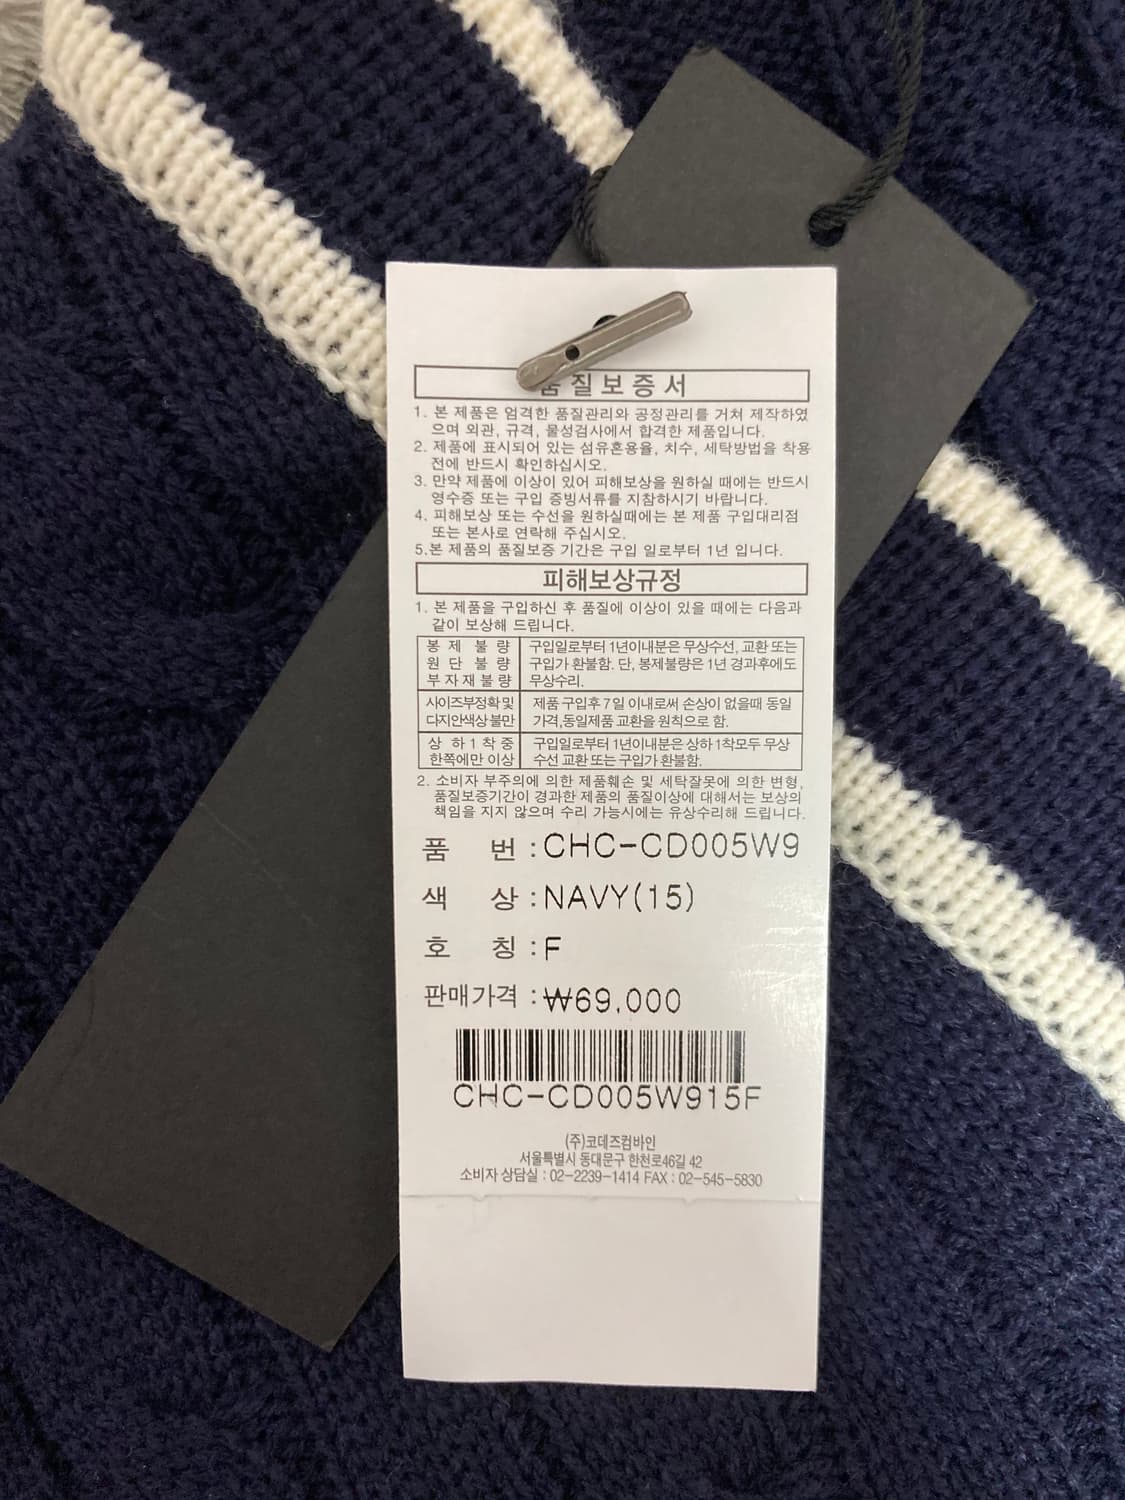 품질보증서
1. 본 제품은 엄격한 품질관리와 공정관리를 거쳐 제작하였
으며 외관, 규격, 물성검사에서 합격한 제품입니다.
2. 제품에 표시되어 있는 섬유혼용율, 치수, 세탁방법을 착용
전에 반드시 확인하십시오.
3. 만약 제품에 이상이 있어 피해보상을 원하실 때에는 반드시
영수증 또는 구입 증빙서류를 지참하시기 바랍니다.
4. 피해보상 또는 수선을 원하실때에는 본 제품 구입대리점
또는 본사로 연락해 주십시오.
5.본 제품의 품질보증 기간은 구입 일로부터 1년 입니다.
피해보상규정
1. 본 제품을 구입하신 후 품질에 이상이 있을 때에는 다음과
같이 보상해 드립니다.
봉 제 불 량 구입일로부터 1년이내분은 무상수선, 교환 또는
원 단 불 량 구입가 환불함. 단, 봉제불량은 1년 경과후에도
부자재불량 무상수리.
사이즈부정확 및 제품 구입후 7일 이내로써 손상이 없을때 동일
디자인색상 불만 가격,동일제품 교환을 원칙으로 함.
상 하 1 착 중 구입일로부터 1년이내분은 상하 1착모두 무상
한쪽에만 이상 수선 교환 또는 구입가 환불함.
2. 소비자 부주의에 의한 제품훼손 및 세탁잘못에 의한 변형,
품질보증기간이 경과한 제품의 품질이상에 대해서는 보상의
책임을 지지 않으며 수리 가능시에는 유상수리해 드립니다.
품 번 : CHC-CD005W9
색 상 : NAVY(15)
호 칭 : F
판매가격 : ₩69,000
CHC-CD005W915F
(주)코데즈컴바인
서울특별시 동대문구 한천로46길 42
소비자 상담실 : 02-2239-1414 FAX : 02-545-5830